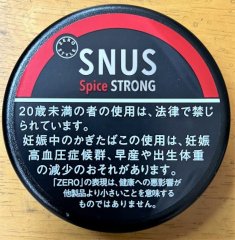 SNUS
Spice STRONG
20歳未満の者の使用は、法律で禁じ
られています。
妊娠中のかぎたばこの使用は、妊娠
高血圧症候群、早産や出生体重
の減少のおそれがあります。
「ZERO」の表現は、健康への悪影響が
他製品より小さいことを意味する
ものではありません。